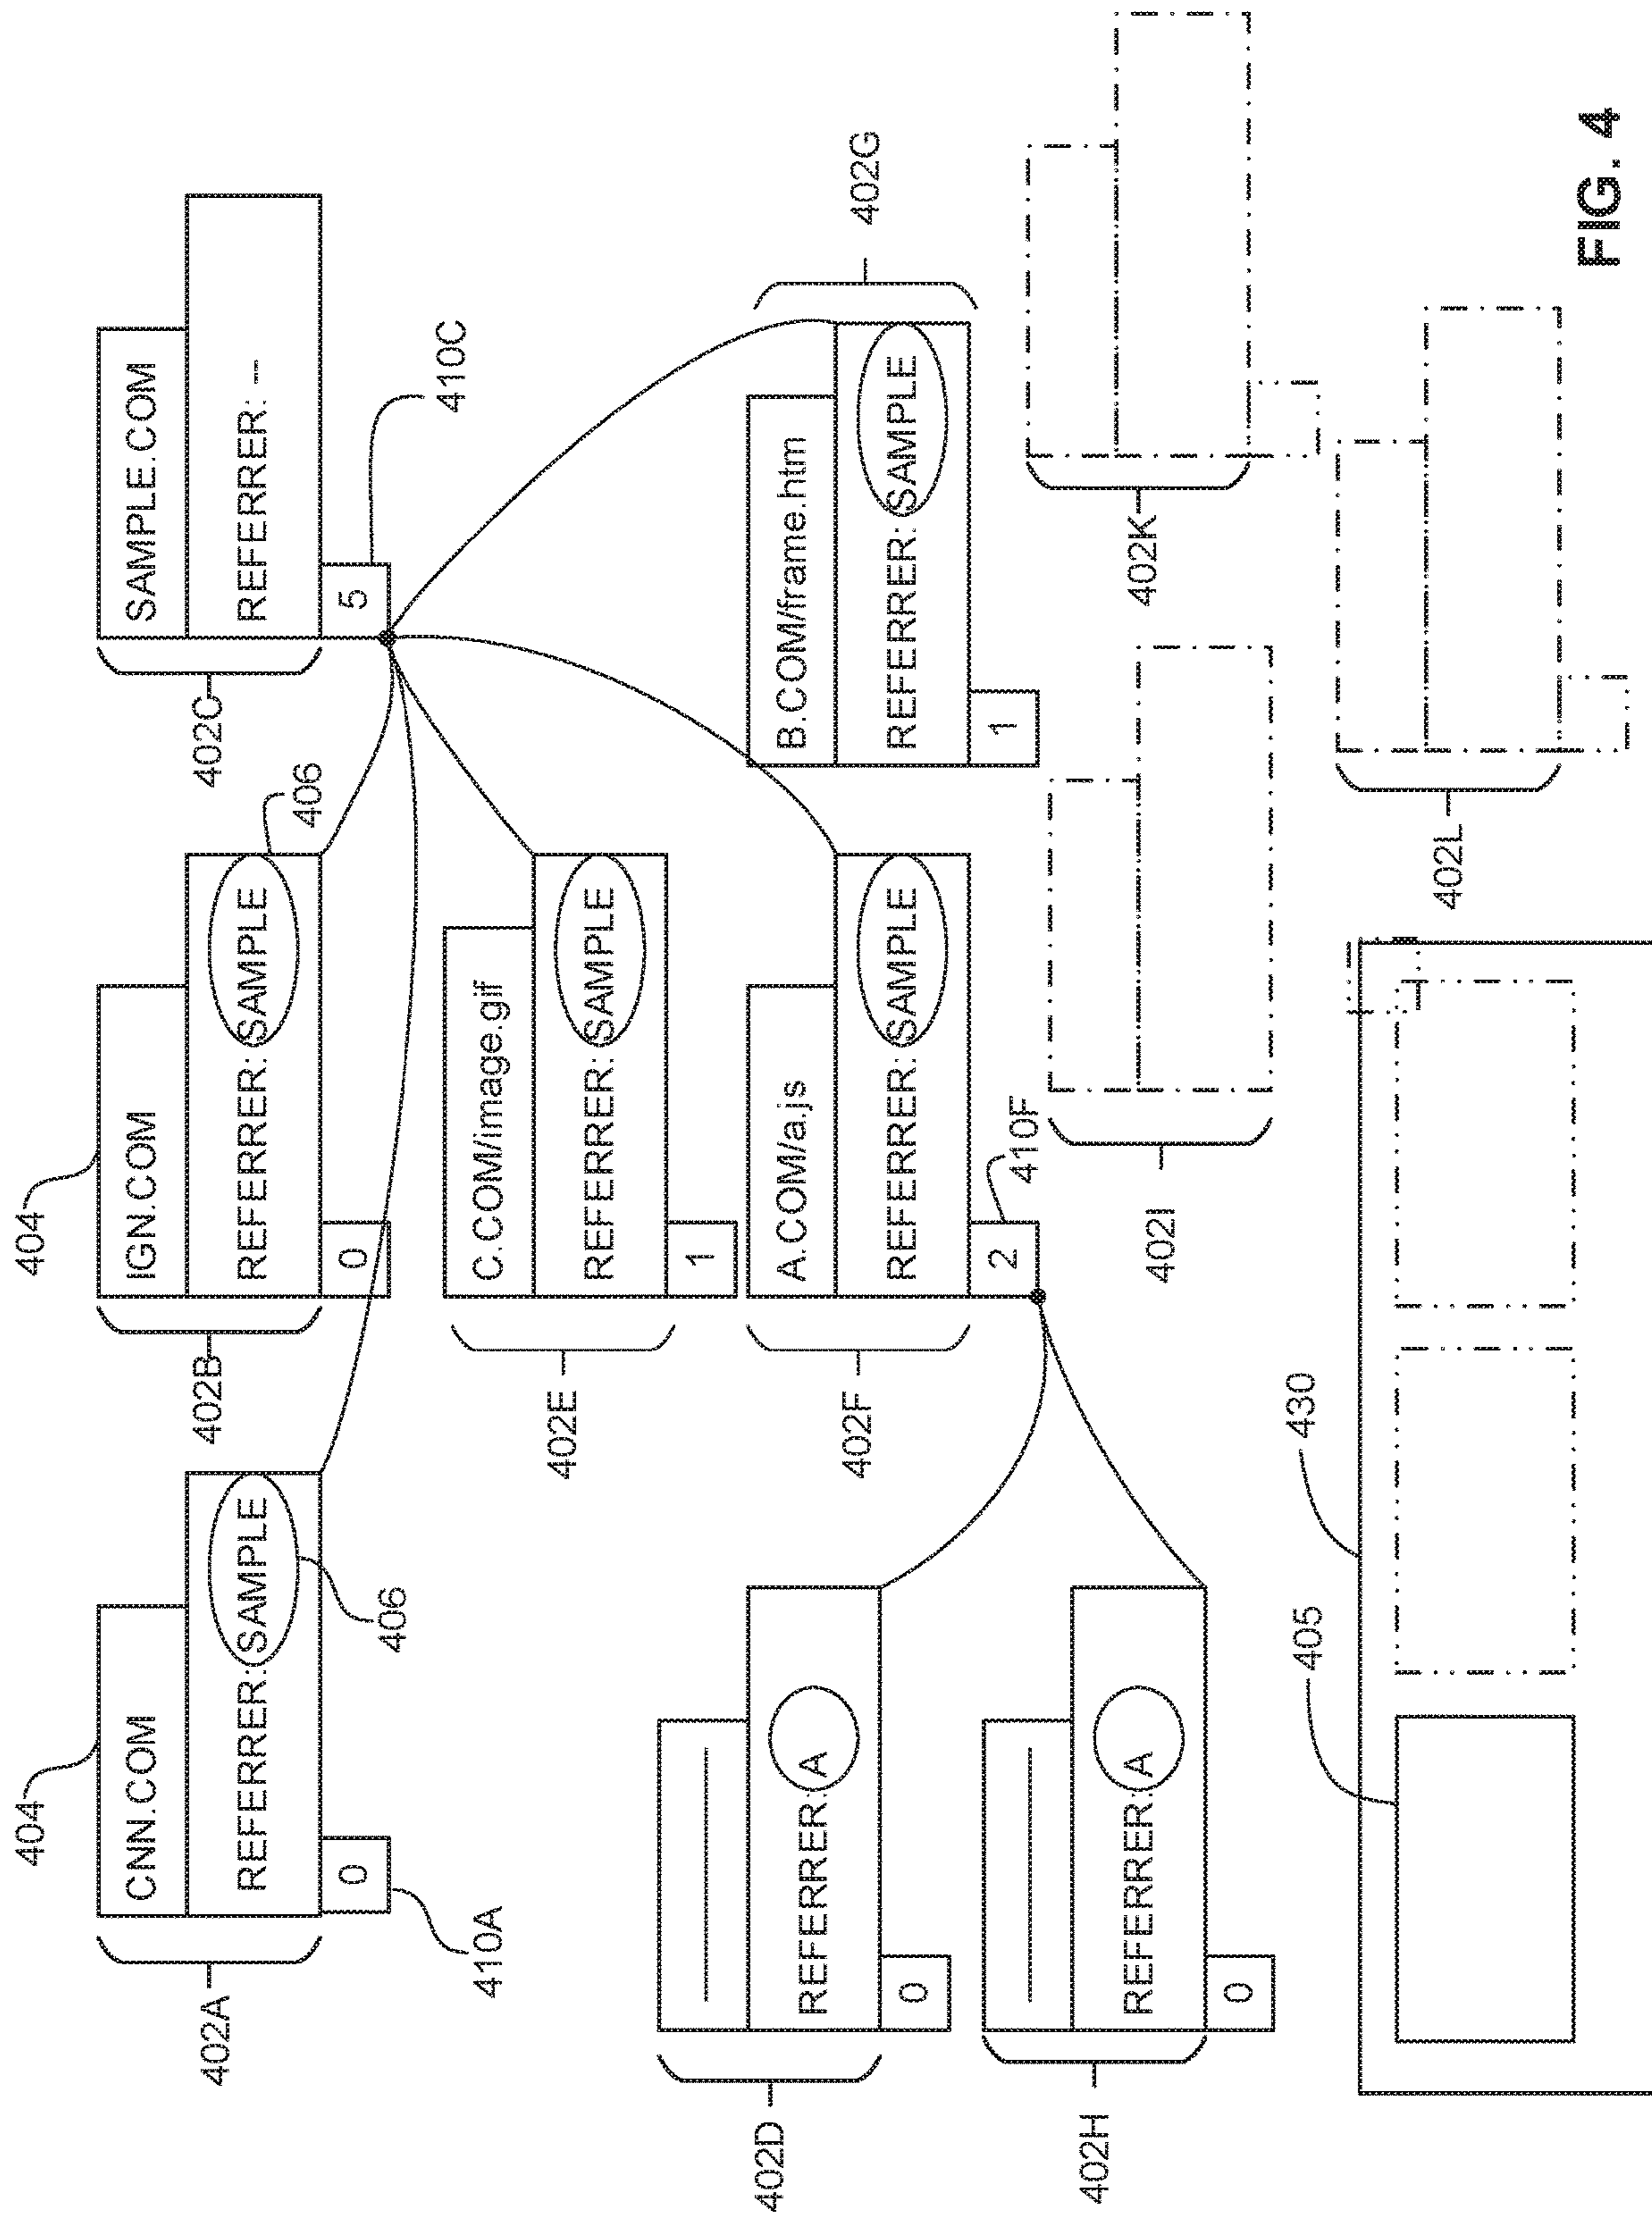 404
404
CNN.COM
IGN.COM
SAMPLE.COM
402A
REFERRER: SAMPLE
402B
REFERRER: SAMPLE
402C
REFERRER: --
0
0
406
5
410A
406
410C
C.COM/image.gif
402E
REFERRER: SAMPLE
1
A.COM/a.js
B.COM/frame.htm
402D
REFERRER: A
402F
REFERRER: SAMPLE
REFERRER: SAMPLE
402G
0
2
410F
1
402H
REFERRER: A
402I
402K
0
405
430
402L
FIG. 4